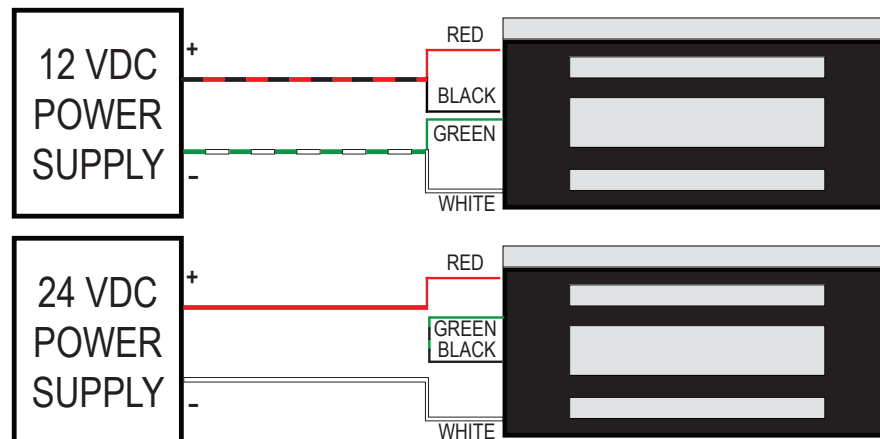 12 VDC
POWER
SUPPLY
+
-
RED
BLACK
GREEN
WHITE
24 VDC
POWER
SUPPLY
+
-
RED
GREEN
BLACK
WHITE